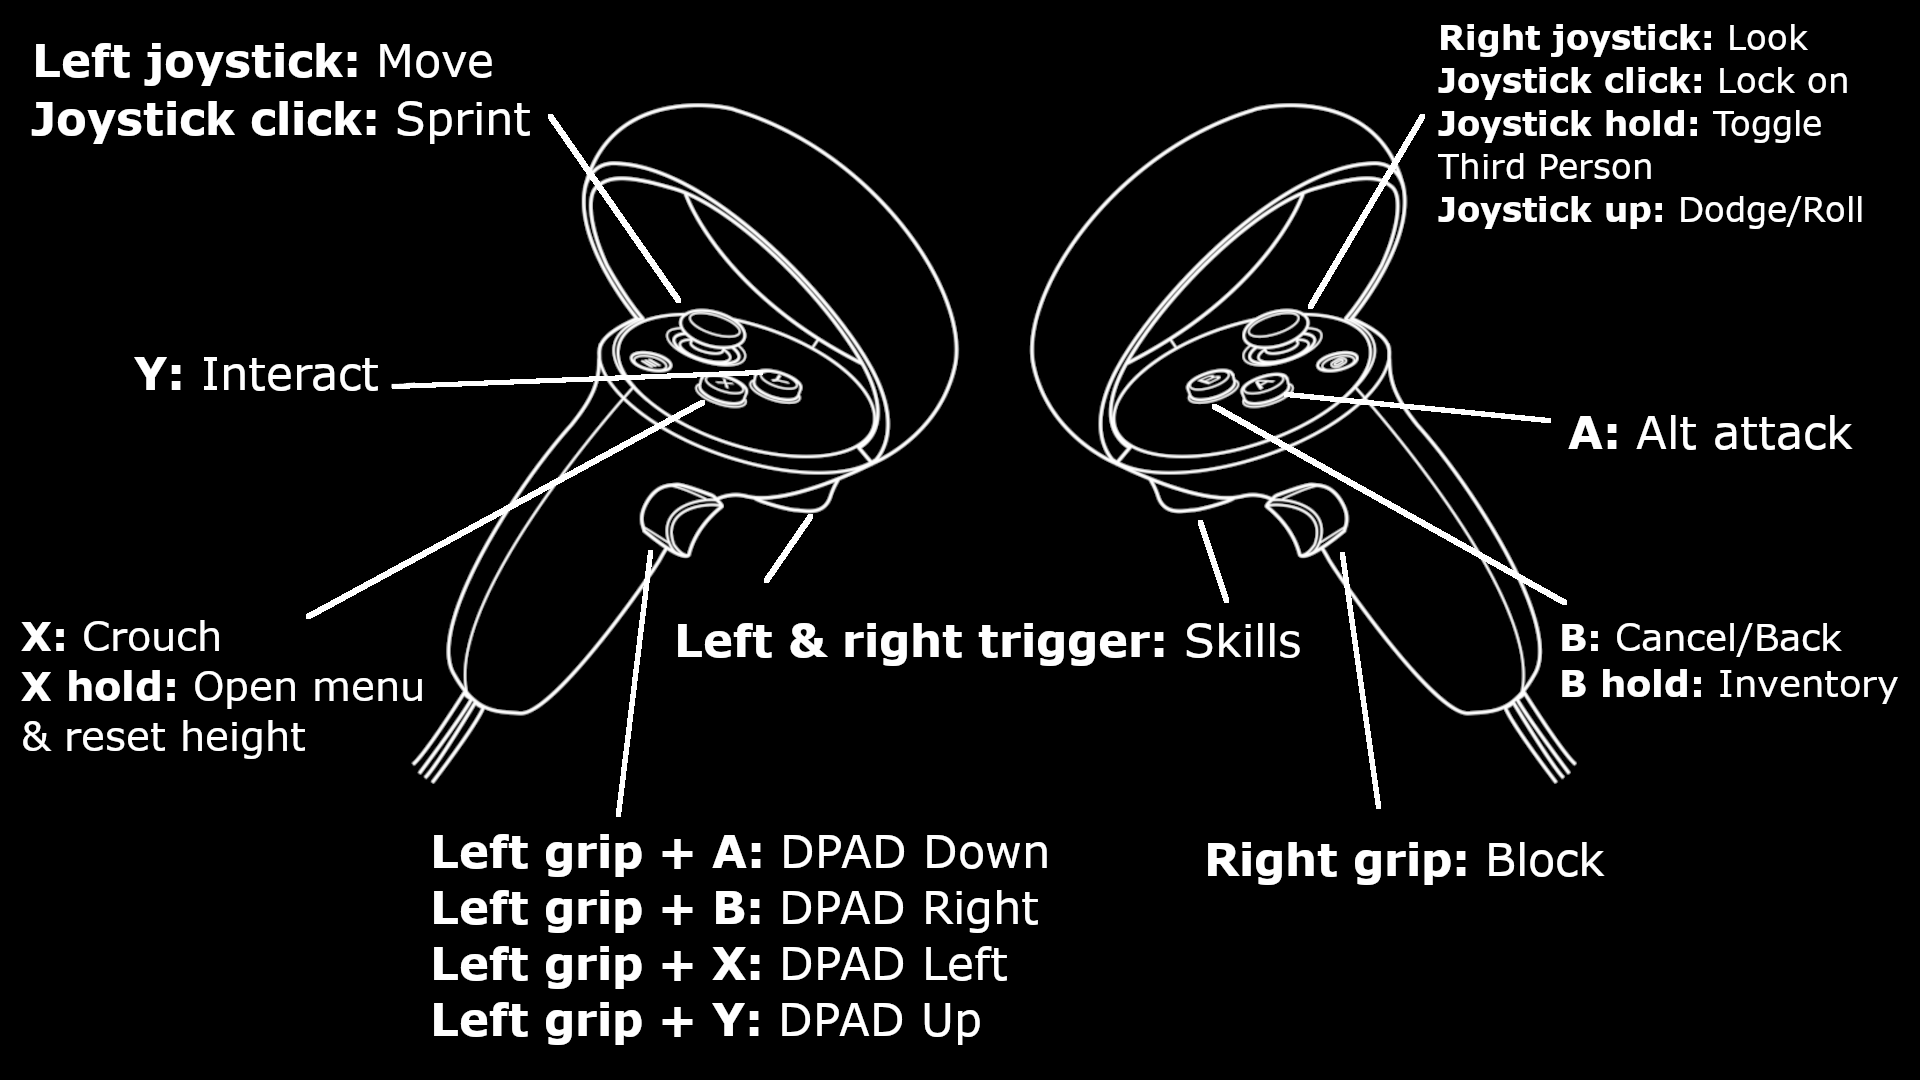 Left joystick: Move
Joystick click: Sprint
Right joystick: Look
Joystick click: Lock on
Joystick hold: Toggle
Third Person
Joystick up: Dodge/Roll
Y: Interact
X
Y
B
A
A: Alt attack
X: Crouch
X hold: Open menu
& reset height
Left & right trigger: Skills
B: Cancel/Back
B hold: Inventory
Left grip + A: DPAD Down
Left grip + B: DPAD Right
Left grip + X: DPAD Left
Left grip + Y: DPAD Up
Right grip: Block